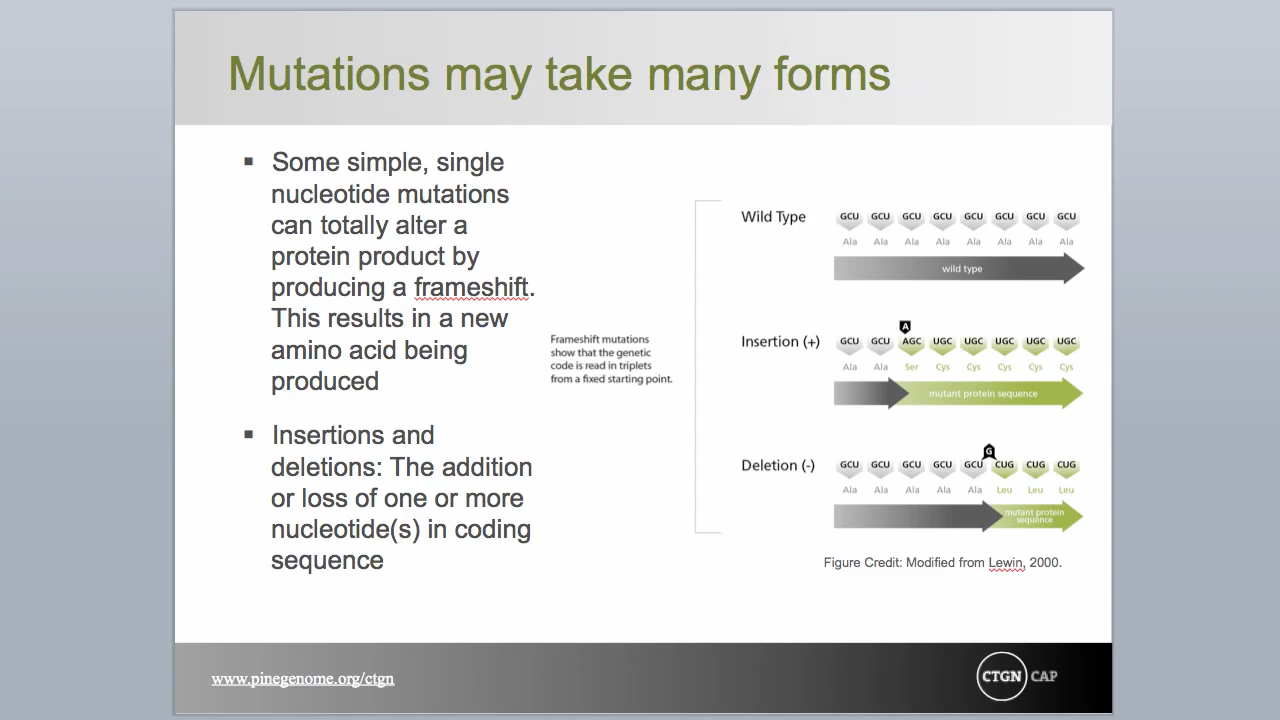 Mutations may take many forms
▪ Some simple, single
nucleotide mutations
can totally alter a
protein product by
producing a frameshift.
This results in a new
amino acid being
produced
▪ Insertions and
deletions: The addition
or loss of one or more
nucleotide(s) in coding
sequence
Frameshift mutations
show that the genetic
code is read in triplets
from a fixed starting point.
Wild Type GCU GCU GCU GCU GCU GCU GCU GCU
Ala Ala Ala Ala Ala Ala Ala Ala
wild type
A
Insertion (+) GCU GCU AGC UGC UGC UGC UGC UGC
Ala Ala Ser Cys Cys Cys Cys Cys
mutant protein sequence
G
Deletion (-) GCU GCU GCU GCU GCU CUG CUG CUG
Ala Ala Ala Ala Ala Leu Leu Leu
mutant protein
sequence
Figure Credit: Modified from Lewin, 2000.
www.pinegenome.org/ctgn
CTGN CAP